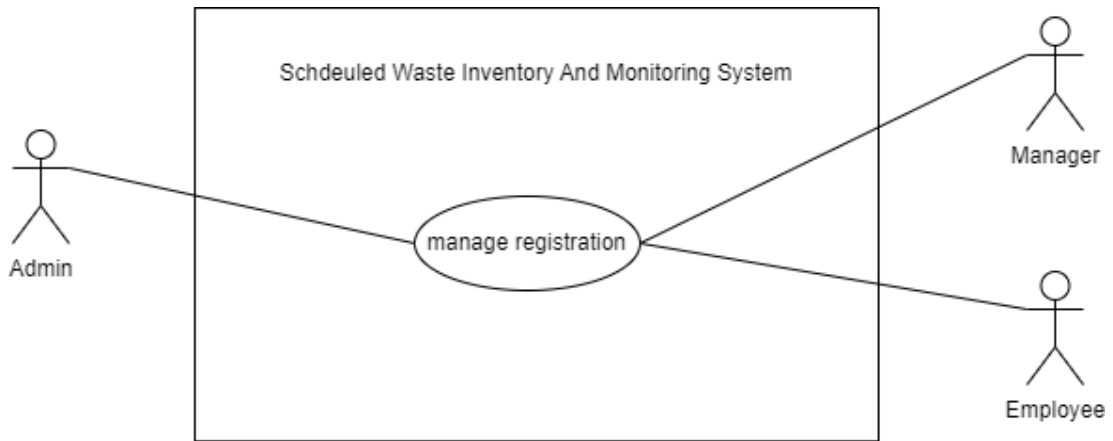 Schdeuled Waste Inventory And Monitoring System
Manager
Admin
manage registration
Employee